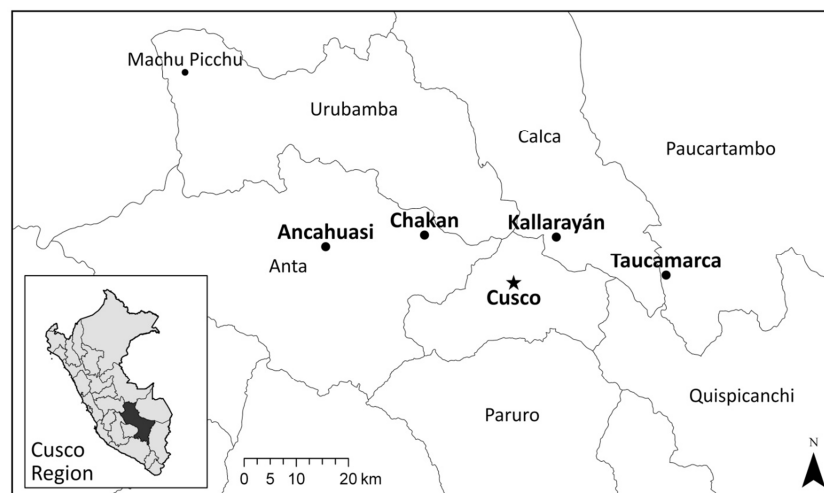 Machu Picchu
Urubamba
Calca
Paucartambo
Chakan
Kallarayán
Ancahuasi
Anta
Taucamarca
Cusco
Quispicanchi
Paruro
Cusco
Region
0 5 10 20 km
N